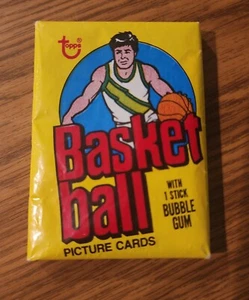 topps®
Basket
ball
WITH
1 STICK
BUBBLE
GUM
PICTURE CARDS